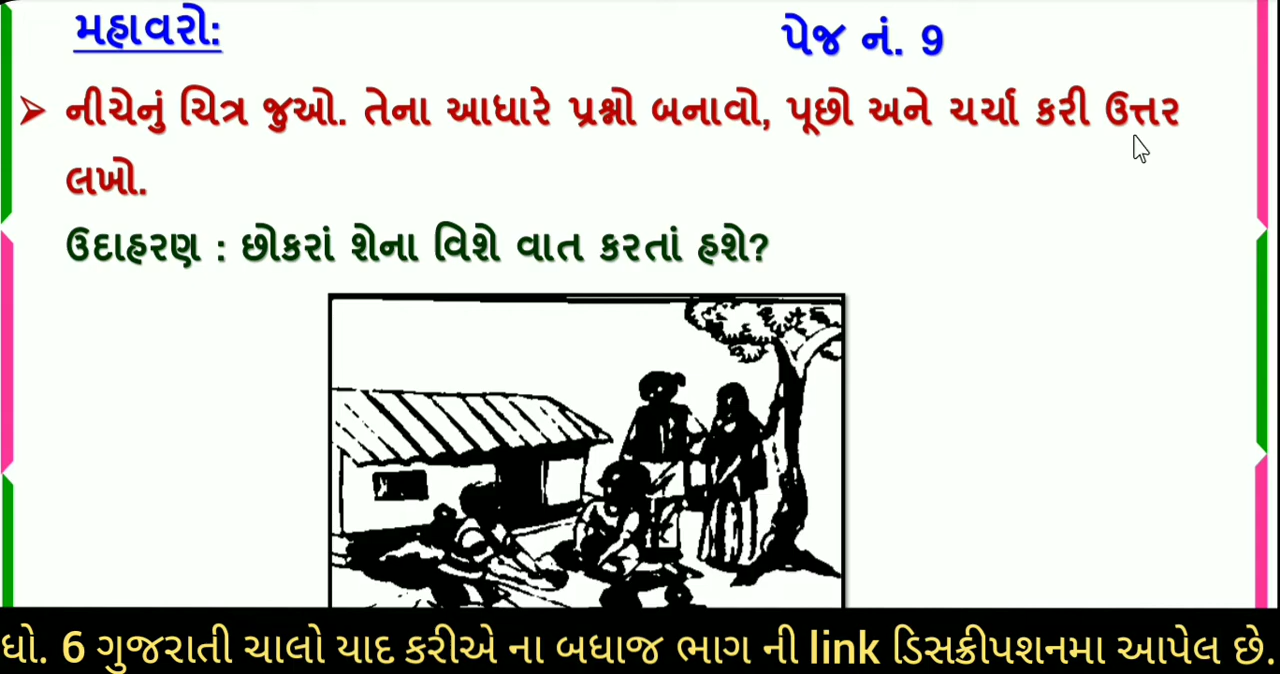 મહાવરો:
પેજ નં. 9
➢ નીચેનું ચિત્ર જુઓ. તેના આધારે પ્રશ્નો બનાવો, પૂછો અને ચર્ચા કરી ઉત્તર
લખો.
ઉદાહરણ : છોકરાં શેના વિશે વાત કરતાં હશે?
ધો. 6 ગુજરાતી ચાલો યાદ કરીએ ના બધાજ ભાગ ની link ડિસક્રીપશનમા આપેલ છે.